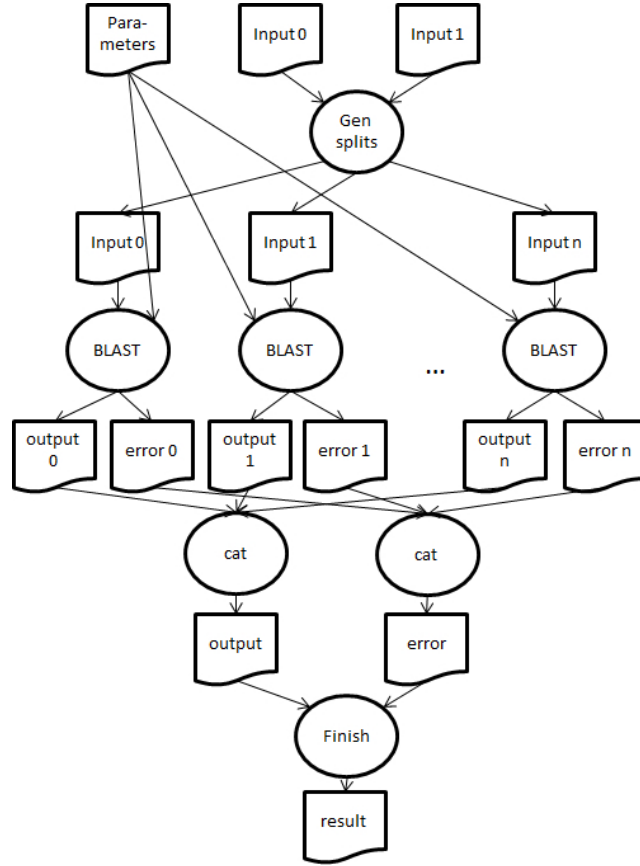 Para-
meters
Input 0
Input 1
Gen
splits
Input 0
Input 1
Input n
BLAST
BLAST
...
BLAST
output
0
error 0
output
1
error 1
output
n
error n
cat
cat
output
error
Finish
result